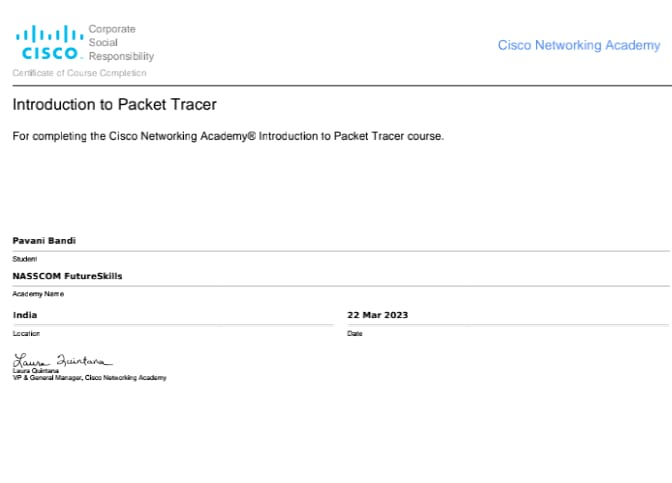 CISCO
Corporate
Social
Responsibility
Cisco Networking Academy
Certificate of Course Completion
Introduction to Packet Tracer
For completing the Cisco Networking Academy® Introduction to Packet Tracer course.
Pavani Bandi
Student
NASSCOM FutureSkills
Academy Name
India
22 Mar 2023
Location
Date
Laura Quintana
Laura Quintana
VP & General Manager, Cisco Networking Academy